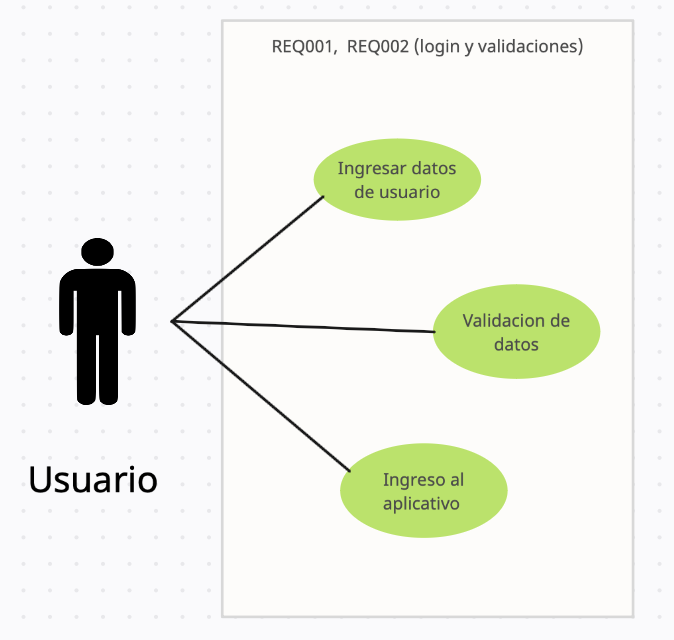 REQ001,  REQ002 (login y validaciones)
Ingresar datos
de usuario
Validacion de
datos
Ingreso al
aplicativo
Usuario